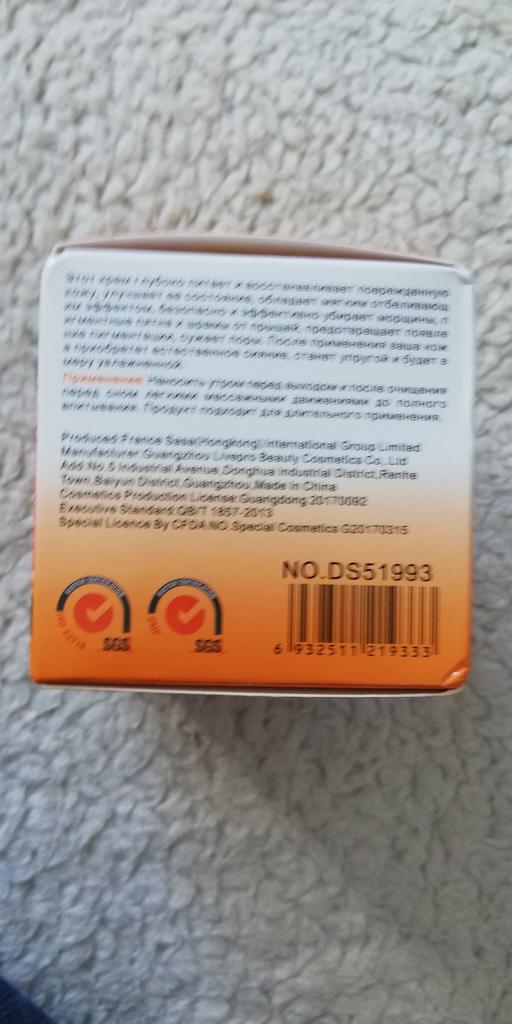 Этот крем глубоко питает и восстанавливает поврежденную
кожу, улучшает ее состояние, обладает мягким отбеливающ
им эффектом, безопасно и эффективно убирает морщины, п
игментные пятна и шрамы от прыщей, предотвращает появле
ние пигментации, сужает поры. После применения ваша кож
а приобретет естественное сияние, станет упругой и будет в
меру увлажненной.
Применение: Наносить утром перед выходом и после очищения
перед сном легкими массажными движениями до полного
впитывания. Продукт подходит для длительного применения.
Produced:France Sasai(Hongkong)International Group Limited
Manufacturer:Guangzhou Livepro Beauty Cosmetics Co,.Ltd
Add:No.5 Industrial Avenue,Donghua Industrial District,Renhe
Town,Baiyun District,Guangzhou,Made in China
Cosmetics Production License:Guangdong 20170092
Executive Standard:QB/T 1857-2013
Special Licence By CFDA:NO.Special Cosmetics G20170315
NO.DS51993
SGS
GMP
SGS
6 932511 219333